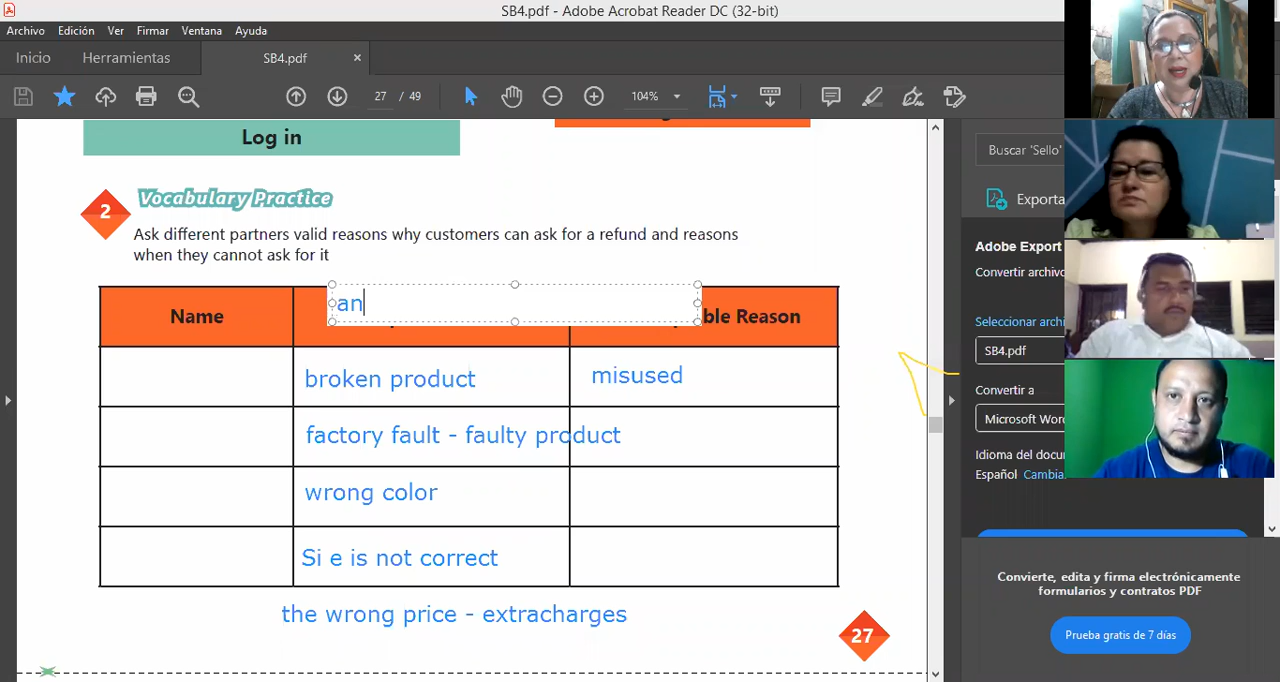 SB4.pdf - Adobe Acrobat Reader DC (32-bit)
Archivo Edición Ver Firmar Ventana Ayuda
Inicio Herramientas SB4.pdf ×
27 / 49 104%
Log in
Buscar 'Sello'
2 Vocabulary Practice
Ask different partners valid reasons why customers can ask for a refund and reasons
when they cannot ask for it
Exporta
Adobe Export
Convertir archivo
Seleccionar archi
SB4.pdf
Convertir a
Microsoft Wor
Idioma del docum
Español Cambia
an
Name ble Reason
broken product misused
factory fault - faulty product
wrong color
Si e is not correct
the wrong price - extracharges
27
Convierte, edita y firma electrónicamente
formularios y contratos PDF
Prueba gratis de 7 días